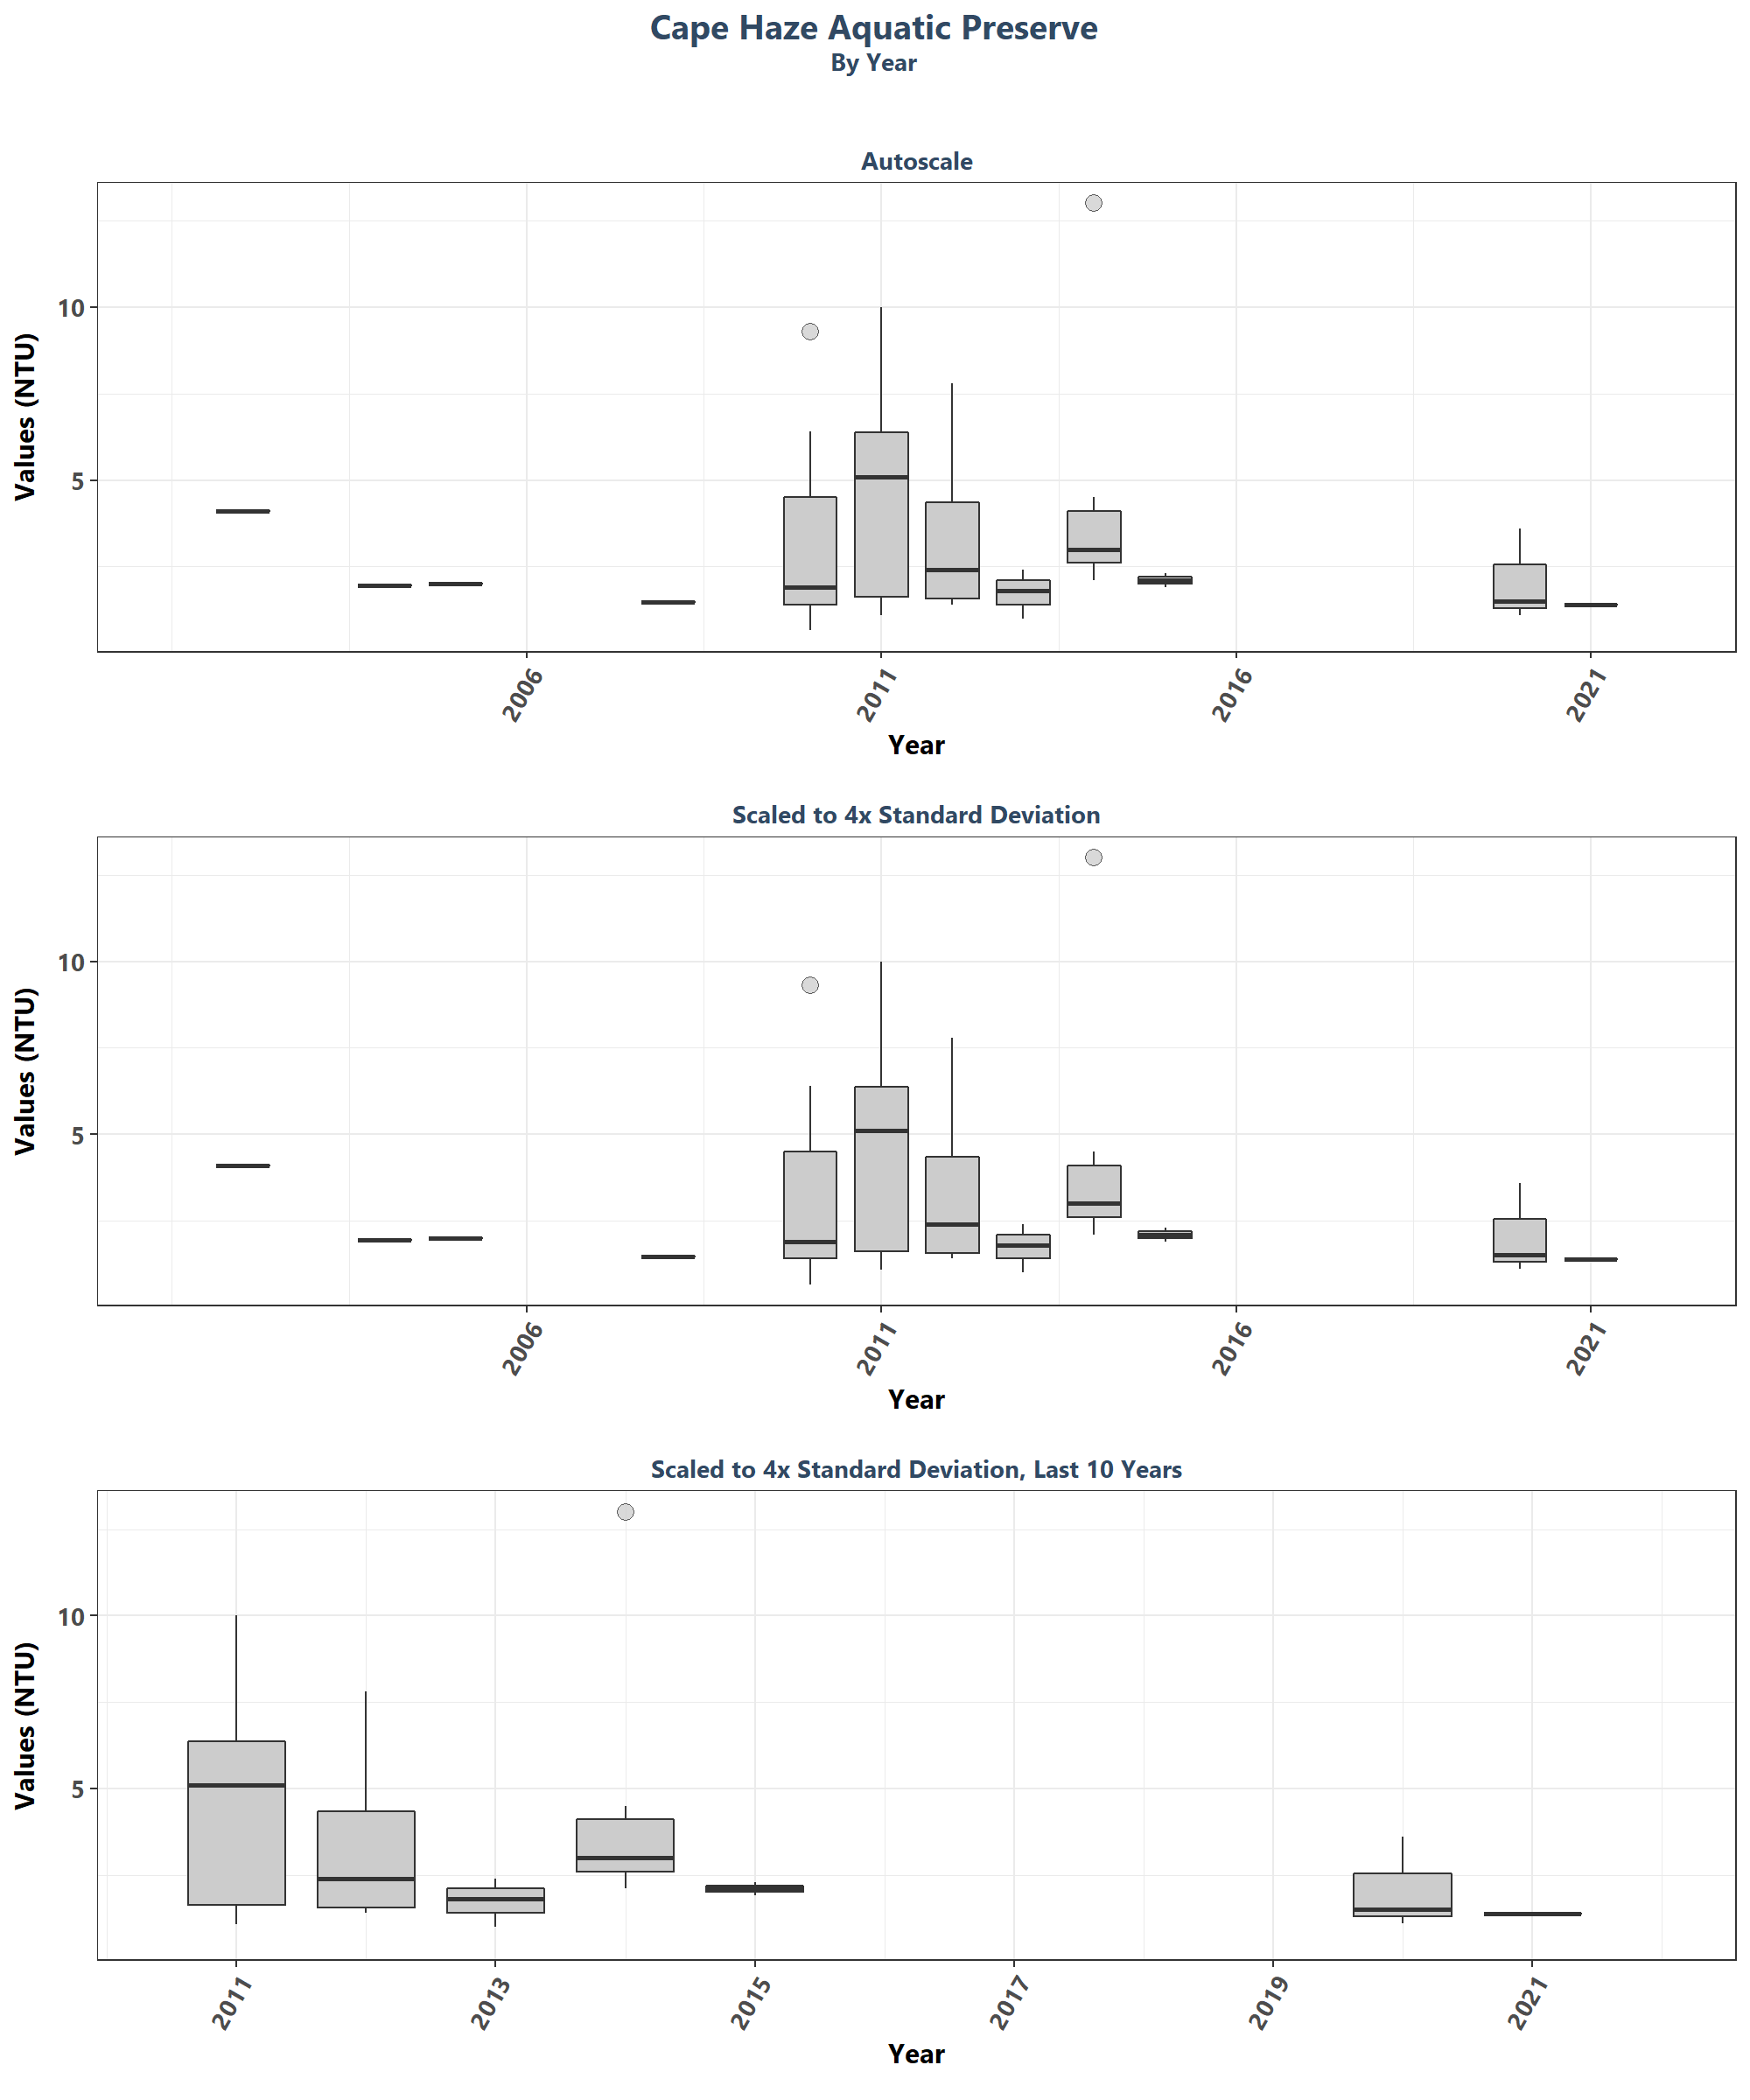 Cape Haze Aquatic Preserve
By Year
Autoscale
Values (NTU)
10
5
2006
2011
2016
2021
Year
Scaled to 4x Standard Deviation
Values (NTU)
10
5
2006
2011
2016
2021
Year
Scaled to 4x Standard Deviation, Last 10 Years
Values (NTU)
10
5
2011
2013
2015
2017
2019
2021
Year